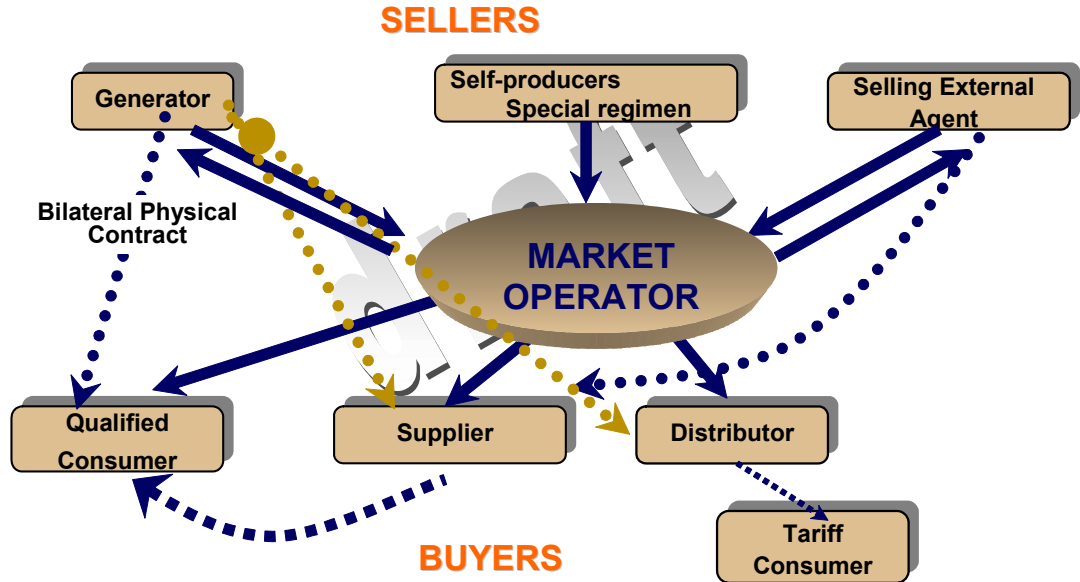 SELLERS
Generator
Self-producers
Special regimen
Selling External
Agent
Bilateral Physical
Contract
MARKET
OPERATOR
Qualified
Consumer
Supplier
Distributor
Tariff
Consumer
BUYERS